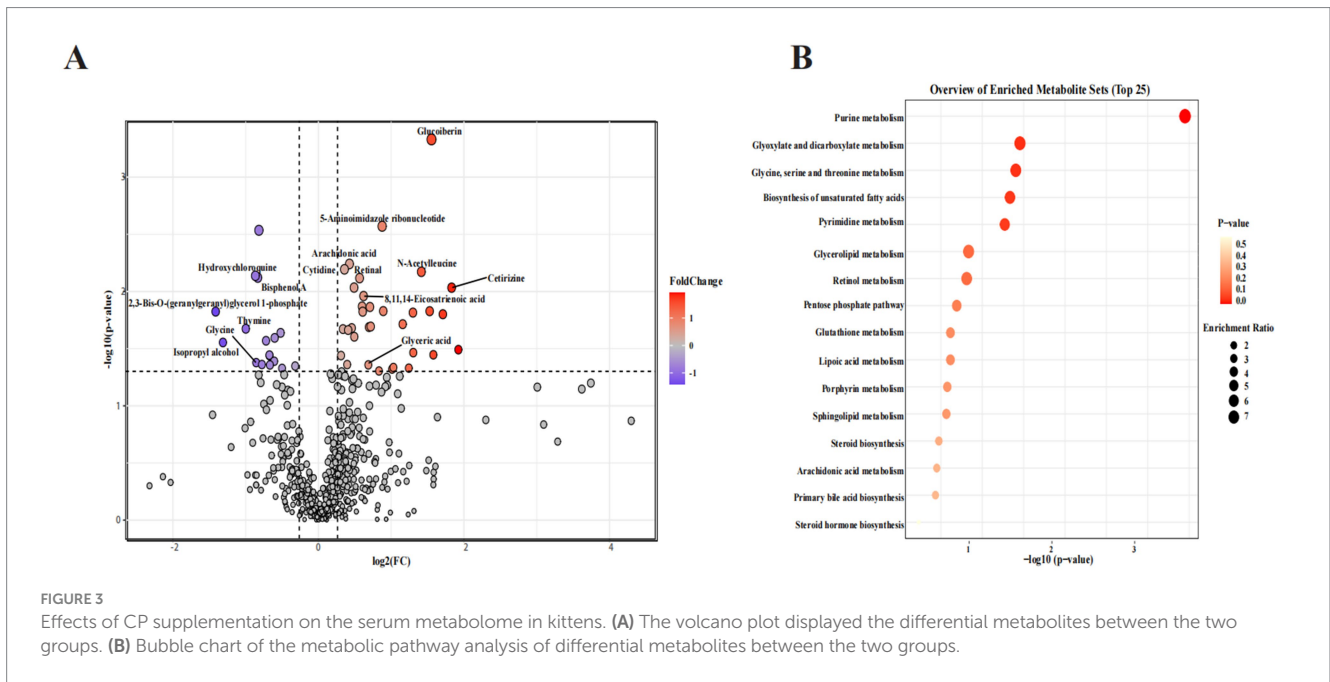 A
B
Overview of Enriched Metabolite Sets (Top 25)
Glucoiberin
5-Aminoimidazole ribonucleotide
Arachidonic acid
Cytidine
Retinal
N-Acetylleucine
Cetirizine
Hydroxychloroquine
Bisphenol A
2,3-Bis-O-(geranylgeranyl)glycerol 1-phosphate
8,11,14-Eicosatrienoic acid
Thymine
Glycine
Glyceric acid
Isopropyl alcohol
-log10(p-value)
3
2
1
0
-2
0
2
4
log2(FC)
FoldChange
1
0
-1
Purine metabolism
Glyoxylate and dicarboxylate metabolism
Glycine, serine and threonine metabolism
Biosynthesis of unsaturated fatty acids
Pyrimidine metabolism
Glycerolipid metabolism
Retinol metabolism
Pentose phosphate pathway
Glutathione metabolism
Lipoic acid metabolism
Porphyrin metabolism
Sphingolipid metabolism
Steroid biosynthesis
Arachidonic acid metabolism
Primary bile acid biosynthesis
Steroid hormone biosynthesis
1
2
3
−log10 (p-value)
P−value
0.5
0.4
0.3
0.2
0.1
0.0
Enrichment Ratio
2
3
4
5
6
7
FIGURE 3
Effects of CP supplementation on the serum metabolome in kittens. (A) The volcano plot displayed the differential metabolites between the two
groups. (B) Bubble chart of the metabolic pathway analysis of differential metabolites between the two groups.